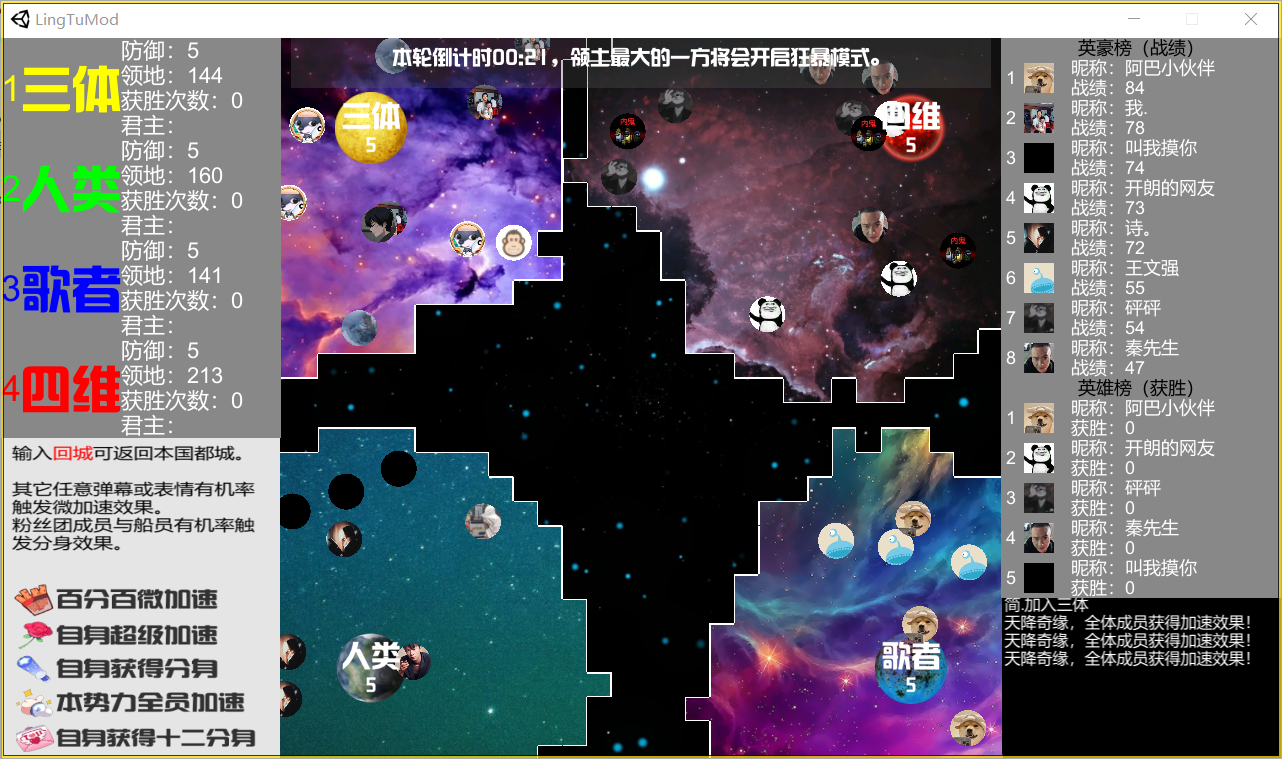 LingTuMod
1三体
防御：5
领地：144
获胜次数：0
君主：
2人类
防御：5
领地：160
获胜次数：0
君主：
3歌者
防御：5
领地：141
获胜次数：0
君主：
4四维
防御：5
领地：213
获胜次数：0
君主：
输入回城可返回本国都城。
其它任意弹幕或表情有机率
触发微加速效果。
粉丝团成员与船员有机率触
发分身效果。
百分百微加速
自身超级加速
自身获得分身
本势力全员加速
自身获得十二分身
本轮倒计时00:21，领土最大的一方将会开启狂暴模式。
三体
5
四维
5
内鬼
内鬼
内鬼
人类
5
歌者
5
英豪榜（战绩）
1 昵称：阿巴小伙伴
战绩：84
2 昵称：我.
战绩：78
3 昵称：叫我摸你
战绩：74
4 昵称：开朗的网友
战绩：73
5 昵称：诗。
战绩：72
6 昵称：王文强
战绩：55
7 昵称：砰砰
战绩：54
8 昵称：秦先生
战绩：47
英雄榜（获胜）
1 昵称：阿巴小伙伴
获胜：0
2 昵称：开朗的网友
获胜：0
3 昵称：砰砰
获胜：0
4 昵称：秦先生
获胜：0
5 昵称：叫我摸你
获胜：0
简.加入三体
天降奇缘，全体成员获得加速效果！
天降奇缘，全体成员获得加速效果！
天降奇缘，全体成员获得加速效果！